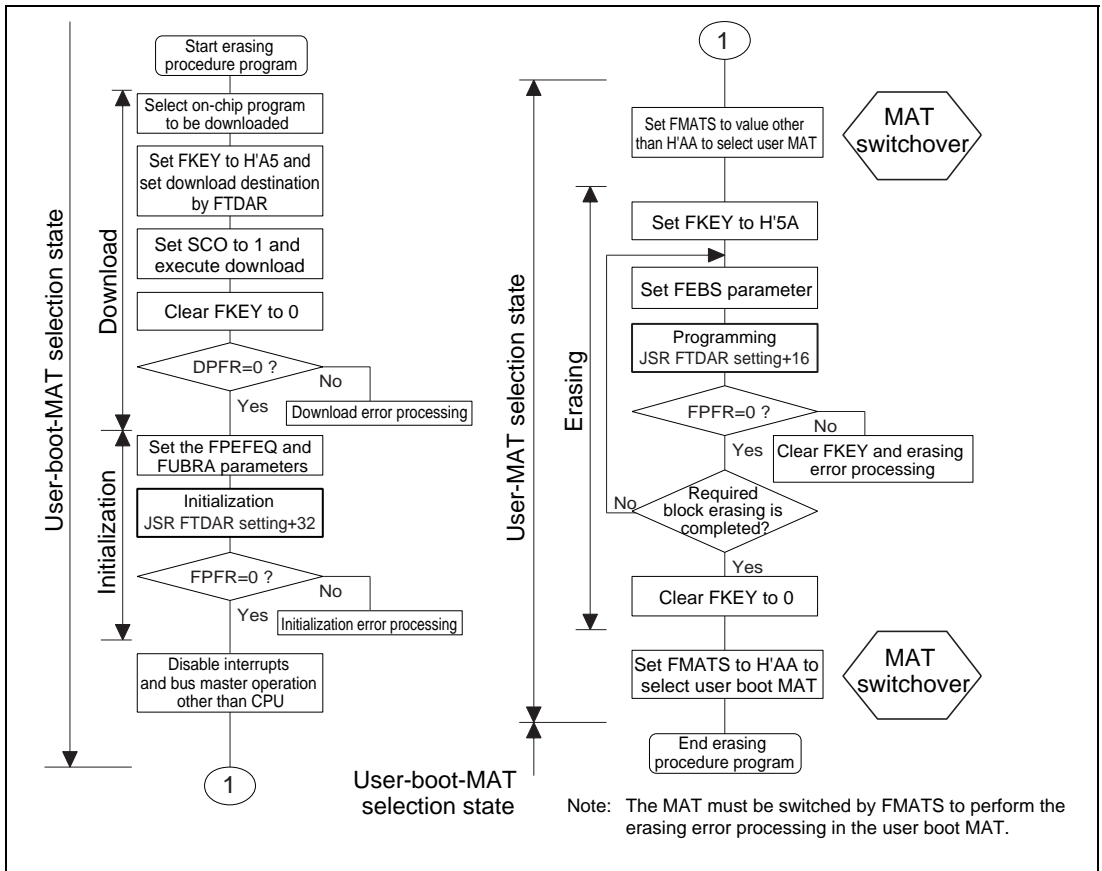 User-boot-MAT selection state
Download
Initialization
Start erasing
procedure program
Select on-chip program
to be downloaded
Set FKEY to H'A5 and
set download destination
by FTDAR
Set SCO to 1 and
execute download
Clear FKEY to 0
DPFR=0 ?
No
Yes
Download error processing
Set the FPEFEQ and
FUBRA parameters
Initialization
JSR FTDAR setting+32
FPFR=0 ?
No
Yes
Initialization error processing
Disable interrupts
and bus master operation
other than CPU
1
1
User-MAT selection state
Erasing
Set FMATS to value other
than H'AA to select user MAT
MAT
switchover
Set FKEY to H'5A
Set FEBS parameter
Programming
JSR FTDAR setting+16
FPFR=0 ?
No
Yes
Clear FKEY and erasing
error processing
Required
block erasing is
completed?
No
Yes
Clear FKEY to 0
Set FMATS to H'AA to
select user boot MAT
MAT
switchover
End erasing
procedure program
User-boot-MAT
selection state
Note: The MAT must be switched by FMATS to perform the
erasing error processing in the user boot MAT.